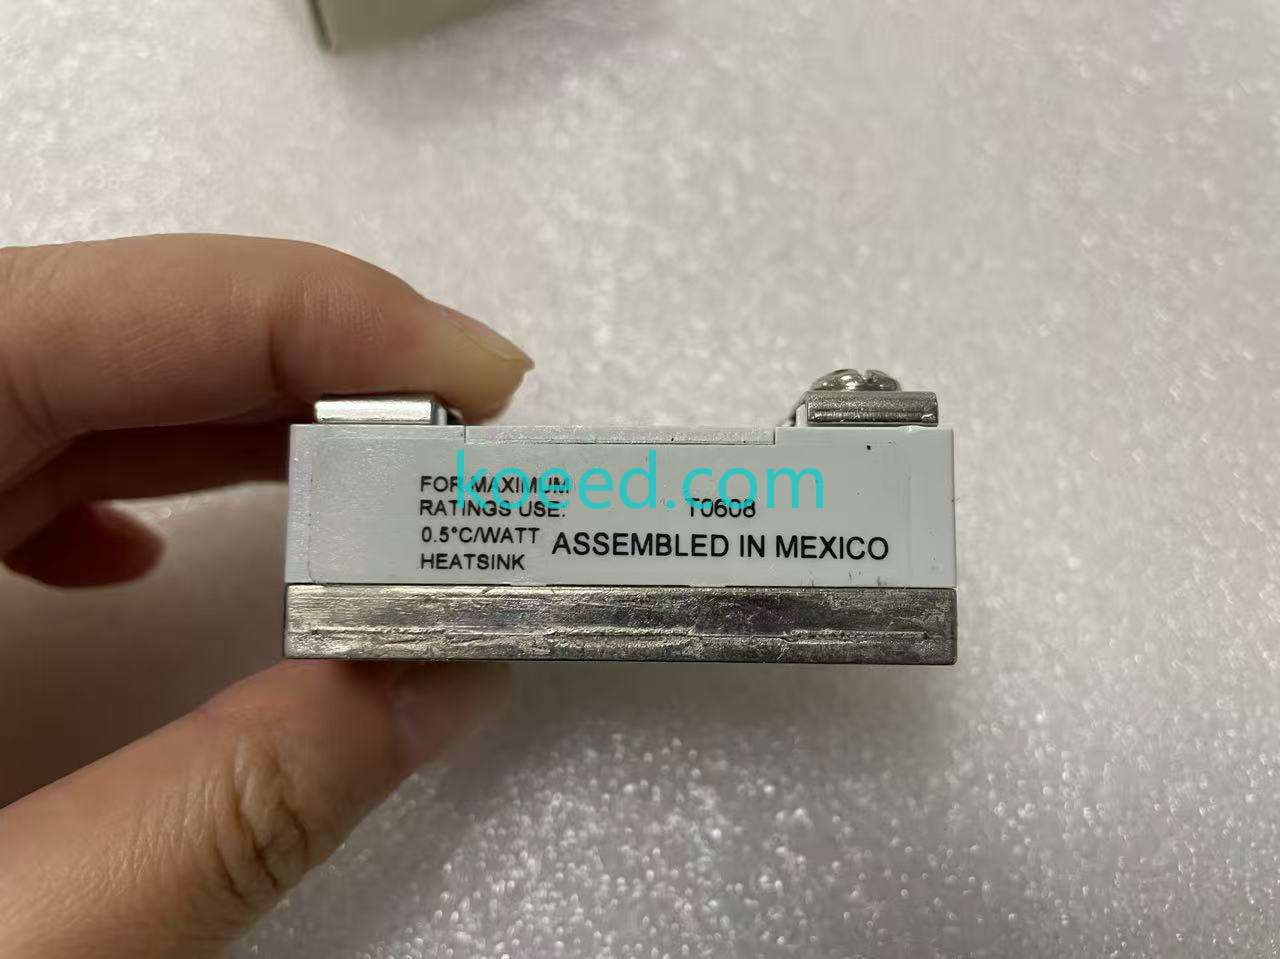 FOR MAXIMUM
RATINGS USE:
0.5°C/WATT
HEATSINK
T0608
ASSEMBLED IN MEXICO
koeed.com